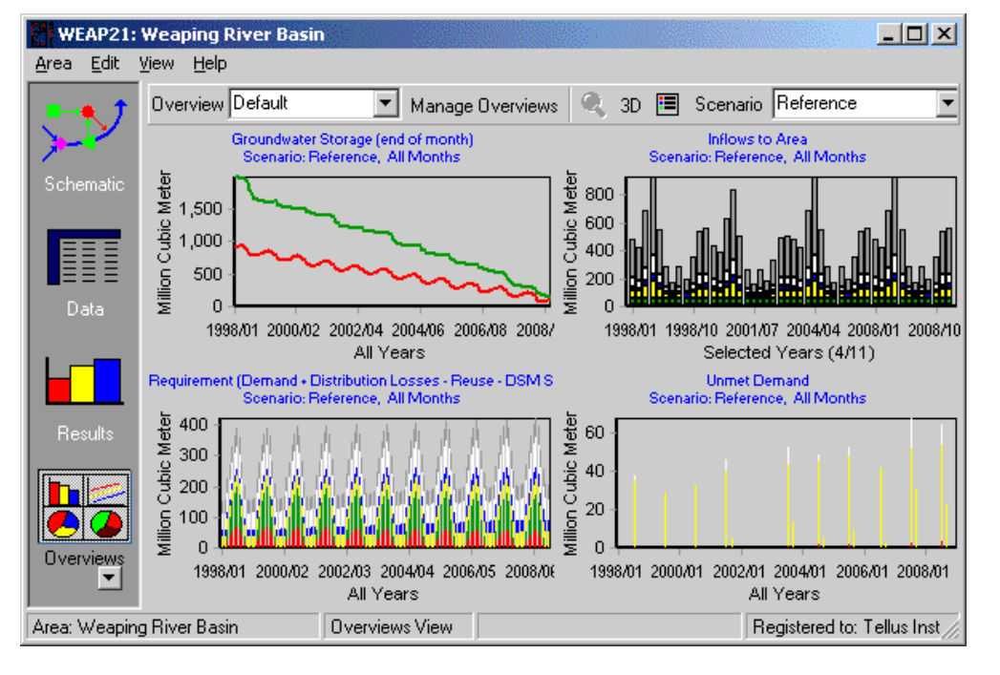 WEAP21: Weaping River Basin
Area Edit View Help
Overview Default Manage Overviews 3D Scenario Reference
Schematic
Data
Results
Overviews
Groundwater Storage (end of month)
Scenario: Reference, All Months
Million Cubic Meter
1,500
1,000
500
0
1998/01 2000/02 2002/04 2004/06 2006/08 2008/
All Years
Inflows to Area
Scenario: Reference, All Months
Million Cubic Meter
800
600
400
200
0
1998/01 1998/10 2001/07 2004/04 2008/01 2008/10
Selected Years (4/11)
Requirement (Demand + Distribution Losses - Reuse - DSM S
Scenario: Reference, All Months
Million Cubic Meter
400
300
200
100
0
1998/01 2000/02 2002/03 2004/04 2006/05 2008/0
All Years
Unmet Demand
Scenario: Reference, All Months
Million Cubic Meter
60
40
20
0
1998/01 2000/01 2002/01 2004/01 2006/01 2008/01
All Years
Area: Weaping River Basin Overviews View Registered to: Tellus Inst